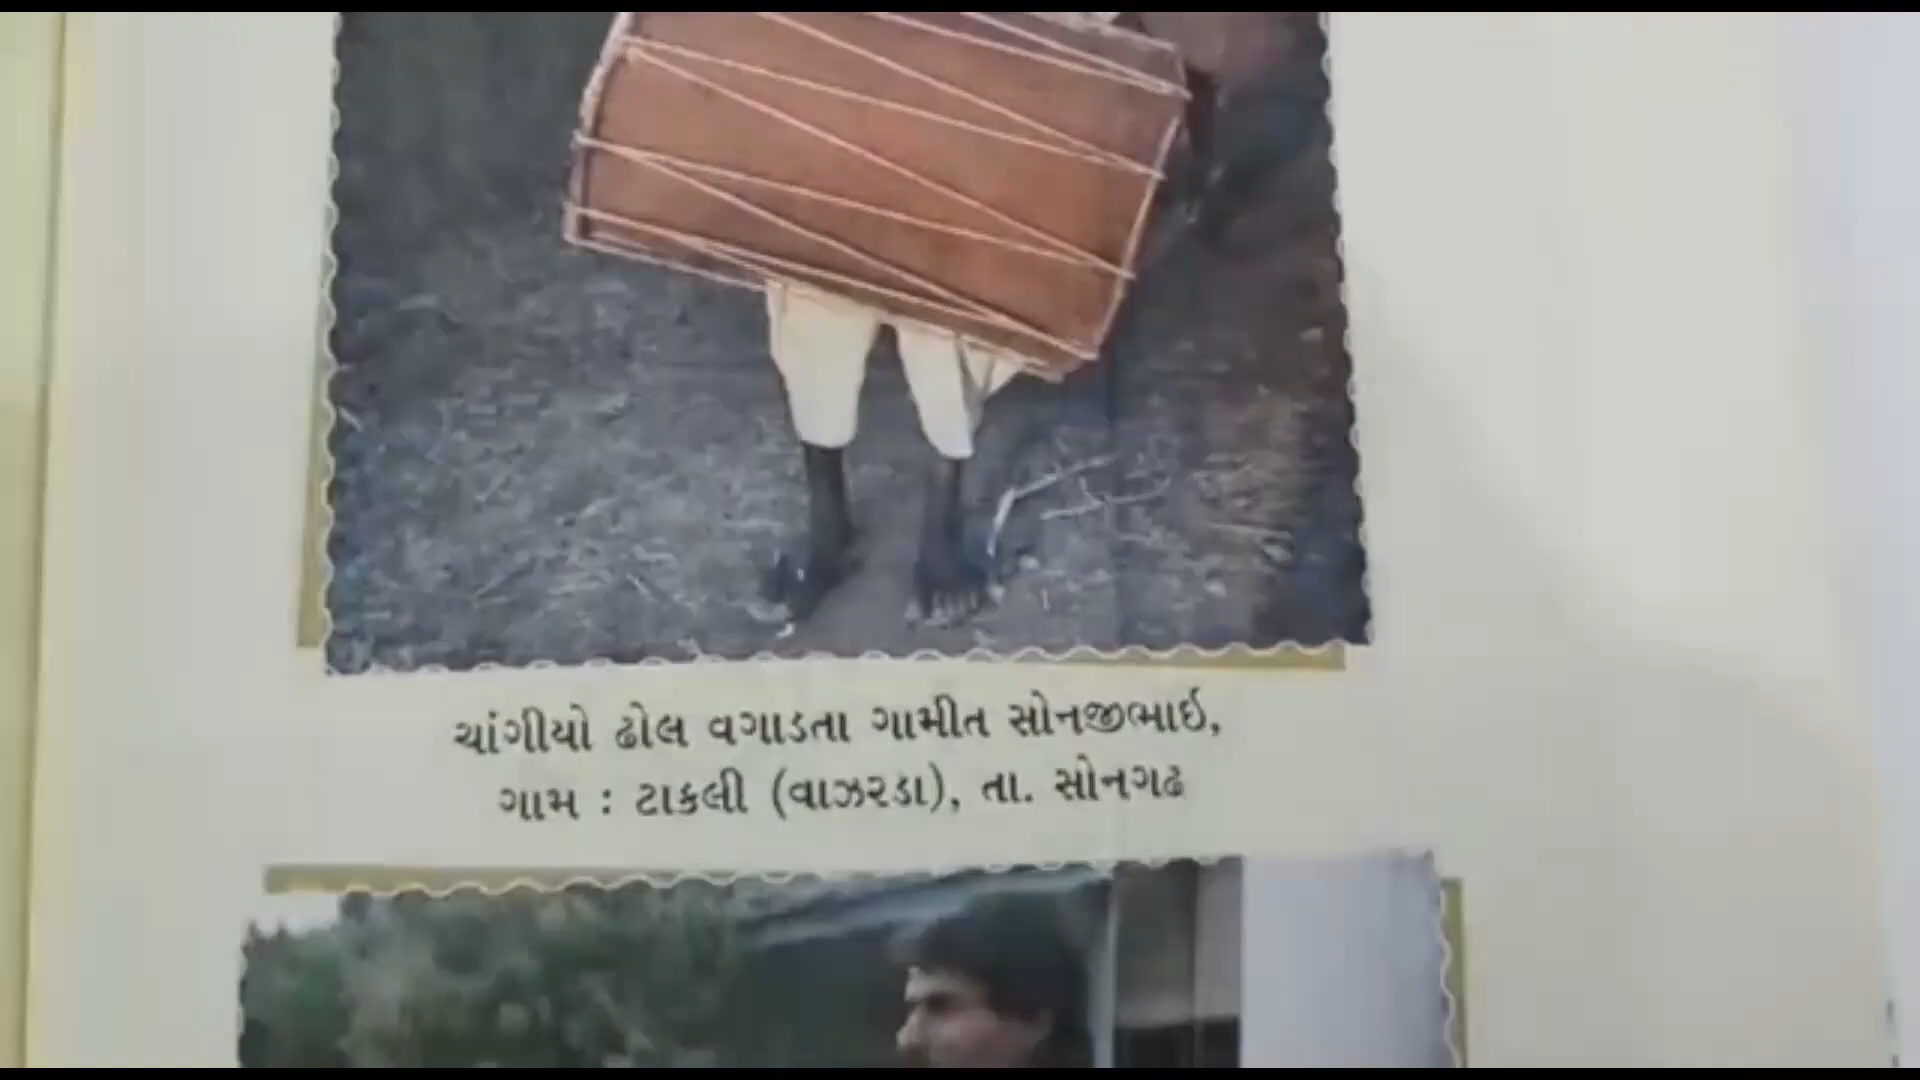 ચાંગીયો ઢોલ વગાડતા ગામીત સોનજીભાઈ,
ગામ : ટાકલી (વાઝરડા), તા. સોનગઢ